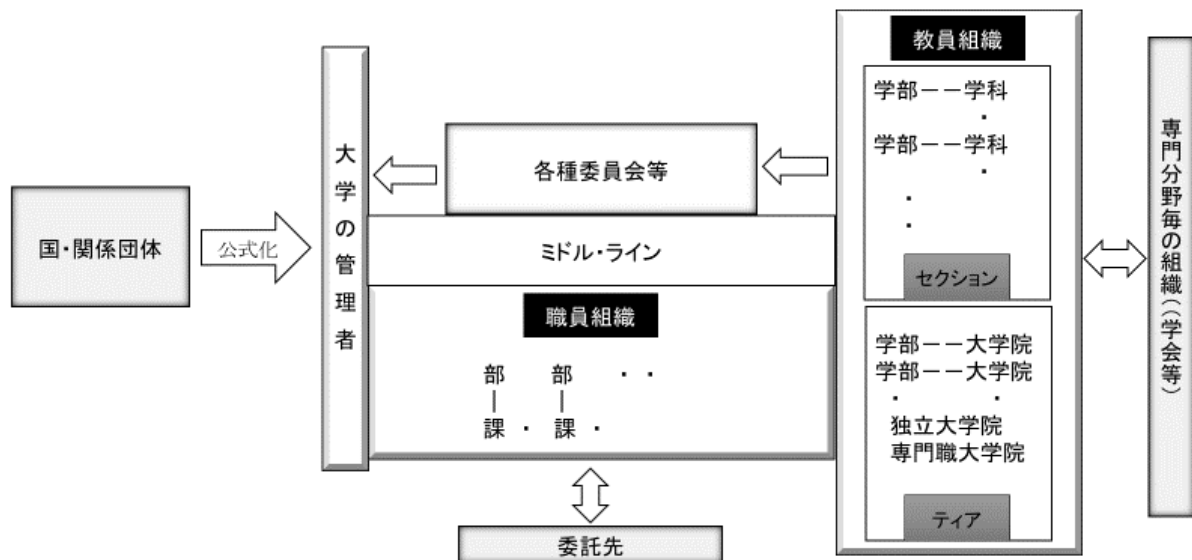 国・関係団体
公式化
大学の管理者
各種委員会等
ミドル・ライン
職員組織
部 部 ・・
| |
課・課・
委託先
教員組織
学部－－学科
・
学部－－学科
・
・
・
セクション
学部－－大学院
学部－－大学院
・ ・
独立大学院
専門職大学院
ティア
専門分野毎の組織((学会等)